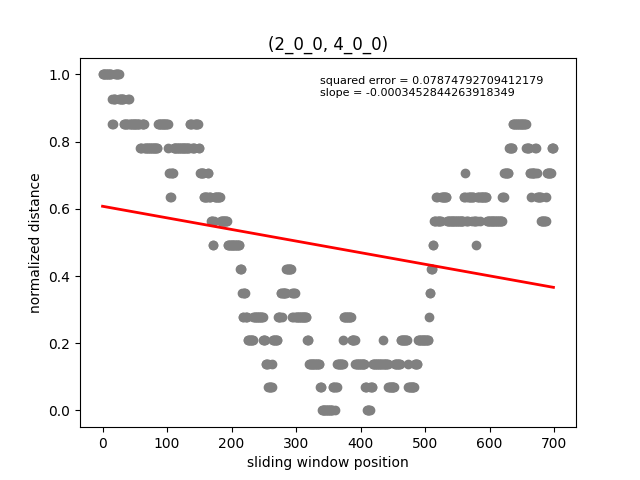 (2_0_0, 4_0_0)
squared error = 0.07874792709412179
slope = -0.0003452844263918349
normalized distance
1.0
0.8
0.6
0.4
0.2
0.0
0 100 200 300 400 500 600 700
sliding window position